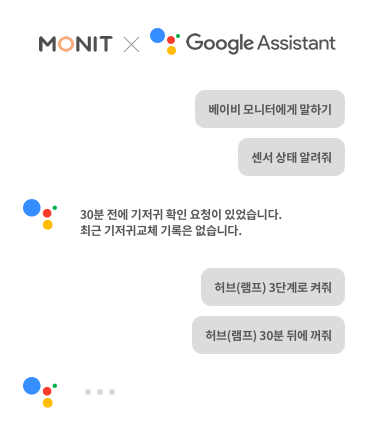 MONIT × Google Assistant
베이비 모니터에게 말하기
센서 상태 알려줘
30분 전에 기저귀 확인 요청이 있었습니다.
최근 기저귀교체 기록은 없습니다.
허브(램프) 3단계로 켜줘
허브(램프) 30분 뒤에 꺼줘